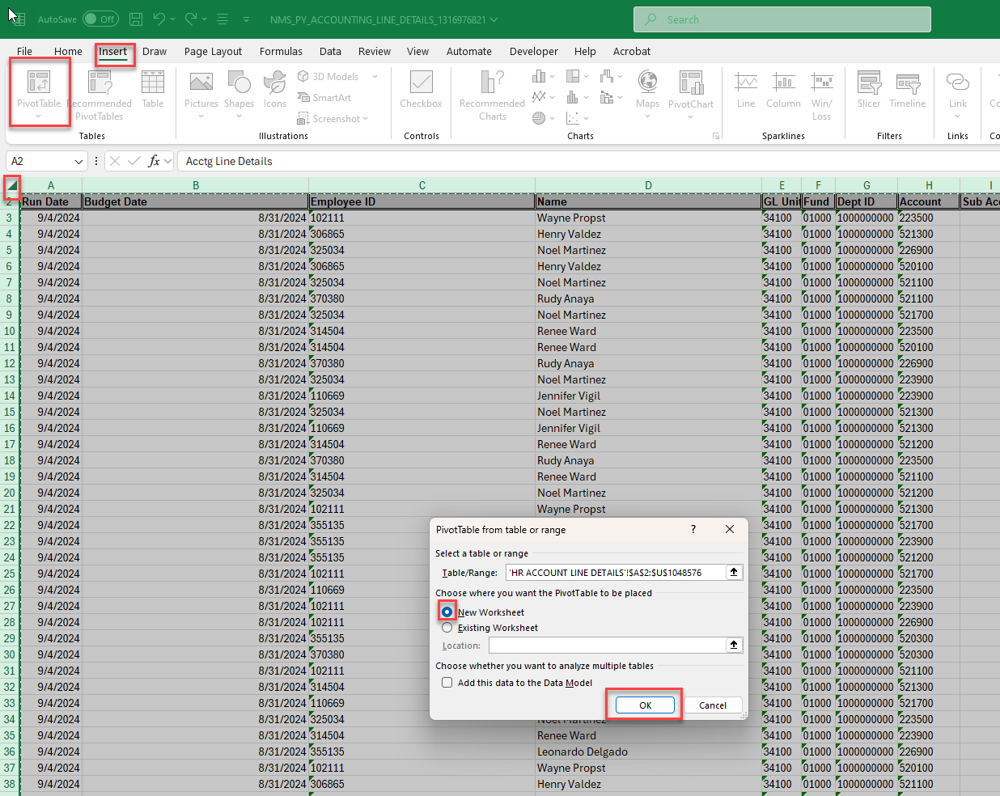 AutoSave Off NMS_PY_ACCOUNTING_LINE_DETAILS_1316976821 Search
File Home Insert Draw Page Layout Formulas Data Review View Automate Developer Help Acrobat
PivotTable Recommended PivotTables Table Pictures Shapes Icons 3D Models SmartArt Screenshot Checkbox Recommended Charts Maps PivotChart Line Column Win/Loss Slicer Timeline Link
Tables Illustrations Controls Charts Sparklines Filters Links Co
A2 fx Acctg Line Details
A B C D E F G H I
2 Run Date Budget Date Employee ID Name GL Unit Fund Dept ID Account Sub Acc
3 9/4/2024 8/31/2024 102111 Wayne Propst 34100 01000 1000000000 223500
4 9/4/2024 8/31/2024 306865 Henry Valdez 34100 01000 1000000000 521300
5 9/4/2024 8/31/2024 325034 Noel Martinez 34100 01000 1000000000 226900
6 9/4/2024 8/31/2024 306865 Henry Valdez 34100 01000 1000000000 520100
7 9/4/2024 8/31/2024 325034 Noel Martinez 34100 01000 1000000000 521100
8 9/4/2024 8/31/2024 370380 Rudy Anaya 34100 01000 1000000000 521100
9 9/4/2024 8/31/2024 325034 Noel Martinez 34100 01000 1000000000 521700
10 9/4/2024 8/31/2024 314504 Renee Ward 34100 01000 1000000000 223500
11 9/4/2024 8/31/2024 314504 Renee Ward 34100 01000 1000000000 520100
12 9/4/2024 8/31/2024 370380 Rudy Anaya 34100 01000 1000000000 226900
13 9/4/2024 8/31/2024 325034 Noel Martinez 34100 01000 1000000000 223900
14 9/4/2024 8/31/2024 110669 Jennifer Vigil 34100 01000 1000000000 223900
15 9/4/2024 8/31/2024 325034 Noel Martinez 34100 01000 1000000000 521300
16 9/4/2024 8/31/2024 110669 Jennifer Vigil 34100 01000 1000000000 521300
17 9/4/2024 8/31/2024 314504 Renee Ward 34100 01000 1000000000 521200
18 9/4/2024 8/31/2024 370380 Rudy Anaya 34100 01000 1000000000 223500
19 9/4/2024 8/31/2024 314504 Renee Ward 34100 01000 1000000000 521100
20 9/4/2024 8/31/2024 325034 Noel Martinez 34100 01000 1000000000 521200
21 9/4/2024 8/31/2024 102111 Wayne Propst 34100 01000 1000000000 521300
22 9/4/2024 8/31/2024 355135 34100 01000 1000000000 521700
23 9/4/2024 8/31/2024 355135 34100 01000 1000000000 223900
24 9/4/2024 8/31/2024 355135 34100 01000 1000000000 521200
25 9/4/2024 8/31/2024 102111 34100 01000 1000000000 521700
26 9/4/2024 8/31/2024 110669 34100 01000 1000000000 223500
27 9/4/2024 8/31/2024 102111 34100 01000 1000000000 223900
28 9/4/2024 8/31/2024 102111 34100 01000 1000000000 226900
29 9/4/2024 8/31/2024 355135 34100 01000 1000000000 520300
30 9/4/2024 8/31/2024 370380 34100 01000 1000000000 520300
31 9/4/2024 8/31/2024 102111 34100 01000 1000000000 521100
32 9/4/2024 8/31/2024 314504 34100 01000 1000000000 521300
33 9/4/2024 8/31/2024 110669 34100 01000 1000000000 521700
34 9/4/2024 8/31/2024 325034 Noel Martinez 34100 01000 1000000000 223500
35 9/4/2024 8/31/2024 314504 Renee Ward 34100 01000 1000000000 223900
36 9/4/2024 8/31/2024 355135 Leonardo Delgado 34100 01000 1000000000 226900
37 9/4/2024 8/31/2024 102111 Wayne Propst 34100 01000 1000000000 520100
38 9/4/2024 8/31/2024 306865 Henry Valdez 34100 01000 1000000000 521100
PivotTable from table or range ?
Select a table or range
Table/Range: 'HR ACCOUNT LINE DETAILS'!$A$2:$U$1048576
Choose where you want the PivotTable to be placed
New Worksheet
Existing Worksheet
Location:
Choose whether you want to analyze multiple tables
Add this data to the Data Model
OK Cancel